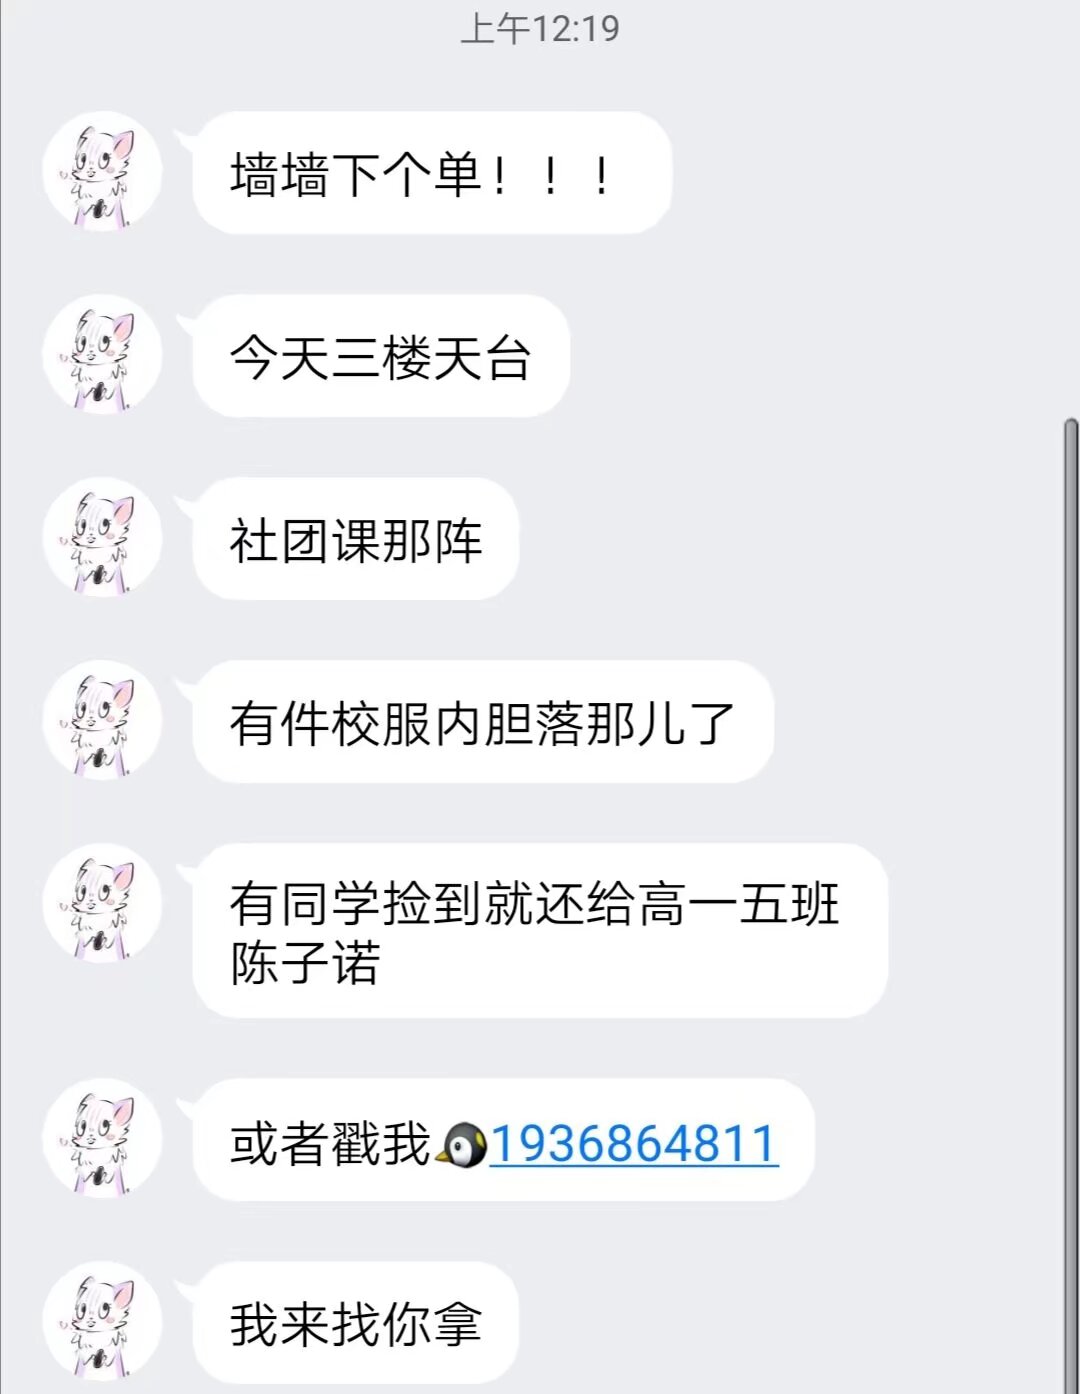 上午12:19
墙墙下个单！！！
今天三楼天台
社团课那阵
有件校服内胆落那儿了
有同学捡到就还给高一五班
陈子诺
或者戳我🐧1936864811
我来找你拿